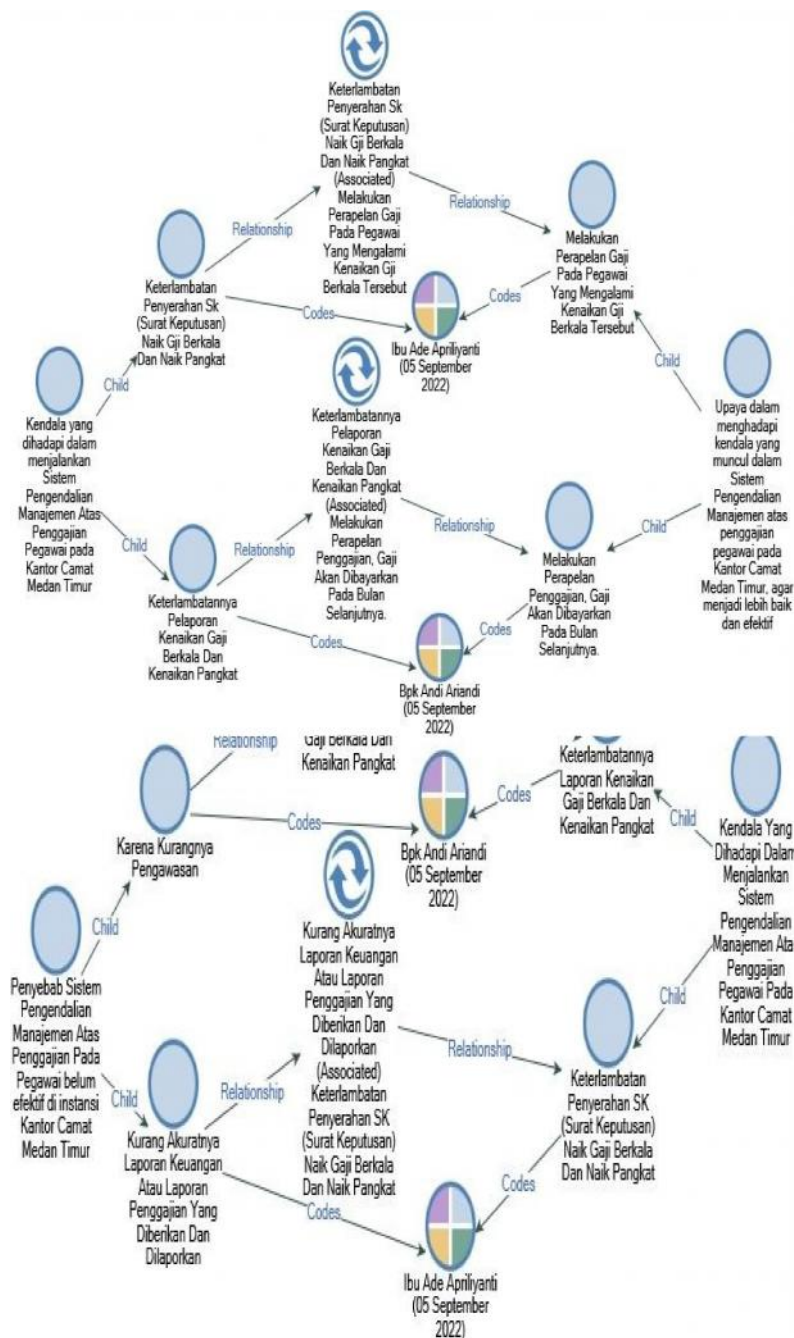 Keterlambatan
Penyerahan Sk
(Surat Keputusan)
Naik Gji Berkala
Dan Naik Pangkat
(Associated)
Melakukan
Perapelan Gaji
Pada Pegawai
Yang Mengalami
Kenaikan Gji
Berkala Tersebut
Relationship
Relationship
Keterlambatan
Penyerahan Sk
(Surat Keputusan)
Naik Gji Berkala
Dan Naik Pangkat
Melakukan
Perapelan Gaji
Pada Pegawai
Yang Mengalami
Kenaikan Gji
Berkala Tersebut
Codes
Codes
Ibu Ade Apriliyanti
(05 September
2022)
Child
Child
Kendala yang
dihadapi dalam
menjalankan
Sistem
Pengendalian
Manajemen Atas
Penggajian
Pegawai pada
Kantor Camat
Medan Timur
Upaya dalam
menghadapi
kendala yang
muncul dalam
Sistem
Pengendalian
Manajemen atas
penggajian
pegawai pada
Kantor Camat
Medan Timur, agar
menjadi lebih baik
dan efektif
Keterlambatannya
Pelaporan
Kenaikan Gaji
Berkala Dan
Kenaikan Pangkat
(Associated)
Melakukan
Perapelan
Penggajian, Gaji
Akan Dibayarkan
Pada Bulan
Selanjutnya.
Child
Relationship
Relationship
Child
Keterlambatannya
Pelaporan
Kenaikan Gaji
Berkala Dan
Kenaikan Pangkat
Melakukan
Perapelan
Penggajian, Gaji
Akan Dibayarkan
Pada Bulan
Selanjutnya.
Codes
Codes
Bpk Andi Ariandi
(05 September
2022)
Relationship
Gaji Berkala Dan
Kenaikan Pangkat
Keterlambatannya
Laporan Kenaikan
Gaji Berkala Dan
Kenaikan Pangkat
Karena Kurangnya
Pengawasan
Codes
Codes
Bpk Andi Ariandi
(05 September
2022)
Child
Child
Kendala Yang
Dihadapi Dalam
Menjalankan
Sistem
Pengendalian
Manajemen Atas
Penggajian
Pegawai Pada
Kantor Camat
Medan Timur
Penyebab Sistem
Pengendalian
Manajemen Atas
Penggajian Pada
Pegawai belum
efektif di instansi
Kantor Camat
Medan Timur
Kurang Akuratnya
Laporan Keuangan
Atau Laporan
Penggajian Yang
Diberikan Dan
Dilaporkan
(Associated)
Keterlambatan
Penyerahan SK
(Surat Keputusan)
Naik Gaji Berkala
Dan Naik Pangkat
Child
Child
Relationship
Relationship
Kurang Akuratnya
Laporan Keuangan
Atau Laporan
Penggajian Yang
Diberikan Dan
Dilaporkan
Keterlambatan
Penyerahan SK
(Surat Keputusan)
Naik Gaji Berkala
Dan Naik Pangkat
Codes
Codes
Ibu Ade Apriliyanti
(05 September
2022)